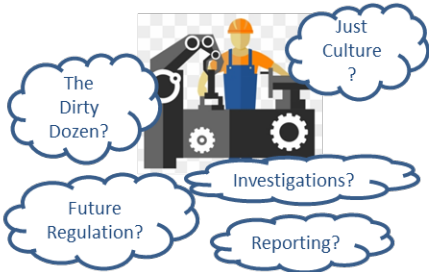 Just
Culture
?
The
Dirty
Dozen?
Investigations?
Future
Regulation?
Reporting?